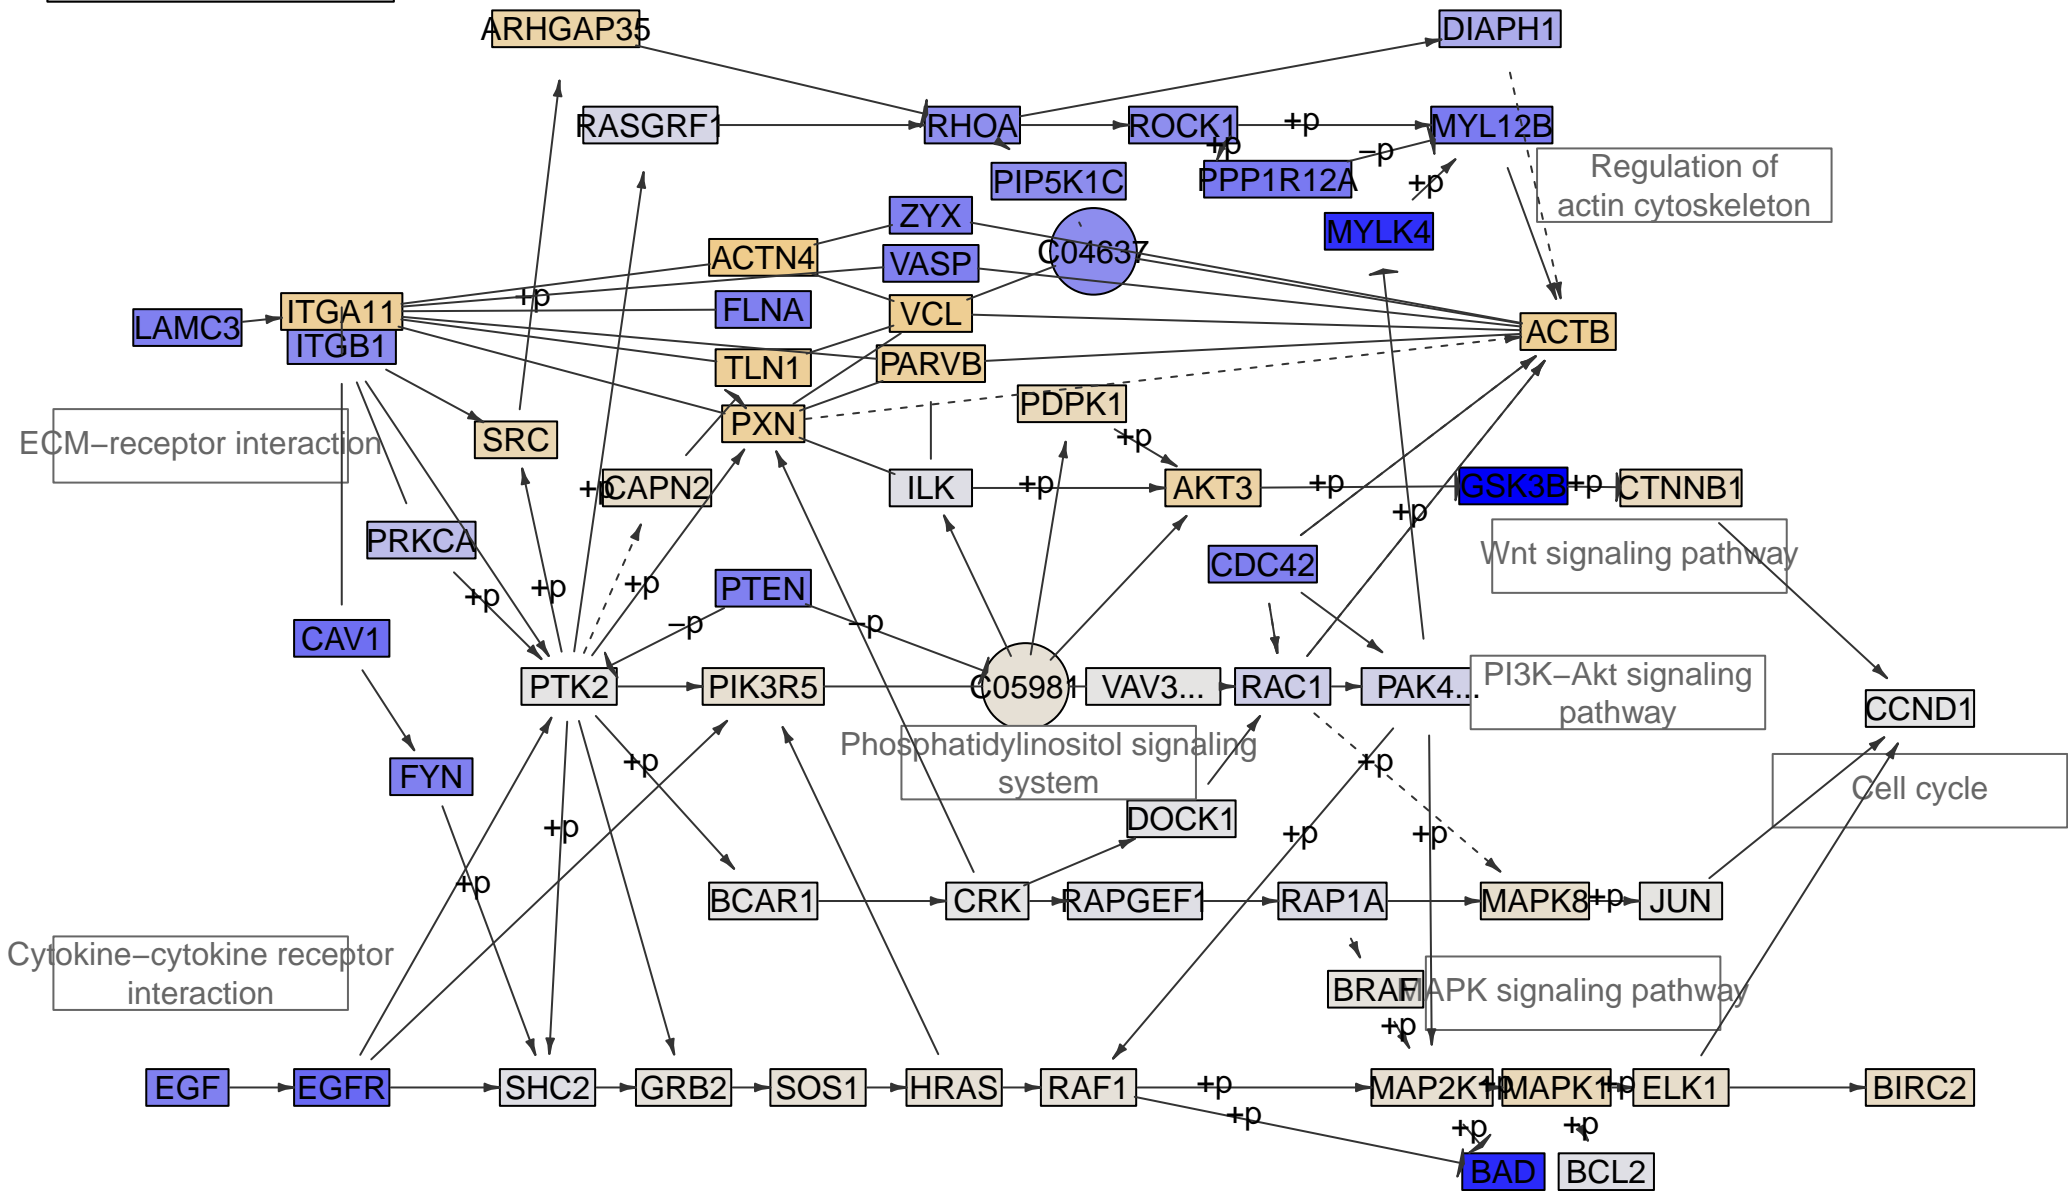 ARHGAP35
DIAPH1
RASGRF1
RHOA
ROCK1
+p
MYL12B
+p
−p
PIP5K1C
PPP1R12A
+p
Regulation of
actin cytoskeleton
ZYX
MYLK4
ACTN4
VASP
C04637
+p
ITGA11
FLNA
VCL
LAMC3
ITGB1
ACTB
TLN1
PARVB
PDPK1
PXN
ECM−receptor interaction
SRC
+p
+p
CAPN2
ILK
+p
AKT3
+p
GSK3B
+p
CTNNB1
+p
PRKCA
Wnt signaling pathway
CDC42
+p
+p
+p
PTEN
−p
−p
CAV1
PTK2
PIK3R5
C05981
VAV3...
RAC1
PAK4...
PI3K−Akt signaling
pathway
CCND1
Phosphatidylinositol signaling
system
+p
+p
FYN
Cell cycle
DOCK1
+p
+p
+p
+p
BCAR1
CRK
RAPGEF1
RAP1A
MAPK8
+p
JUN
Cytokine−cytokine receptor
interaction
BRAF
MAPK signaling pathway
+p
EGF
EGFR
SHC2
GRB2
SOS1
HRAS
RAF1
+p
MAP2K1
+p
MAPK1
+p
ELK1
BIRC2
+p
+p
+p
BAD
BCL2